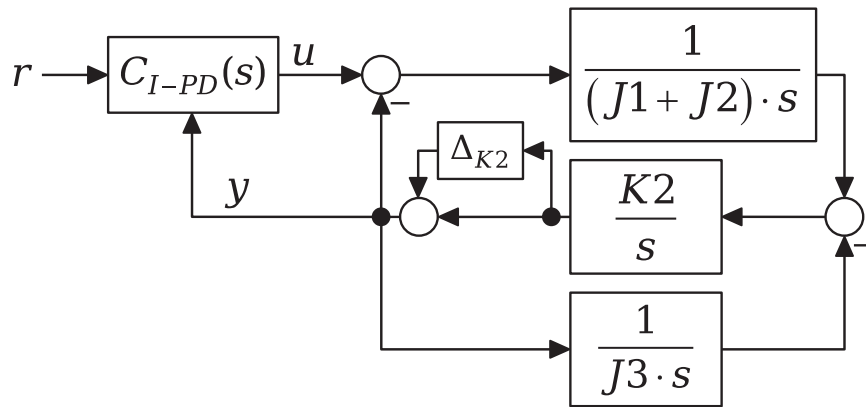 r
C_{I-PD}(s)
u
−
1
(J1 + J2) · s
Δ_{K2}
y
K2
s
−
1
J3 · s